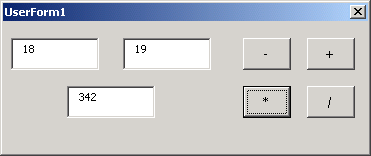 UserForm1
18 19 - +
342 * /